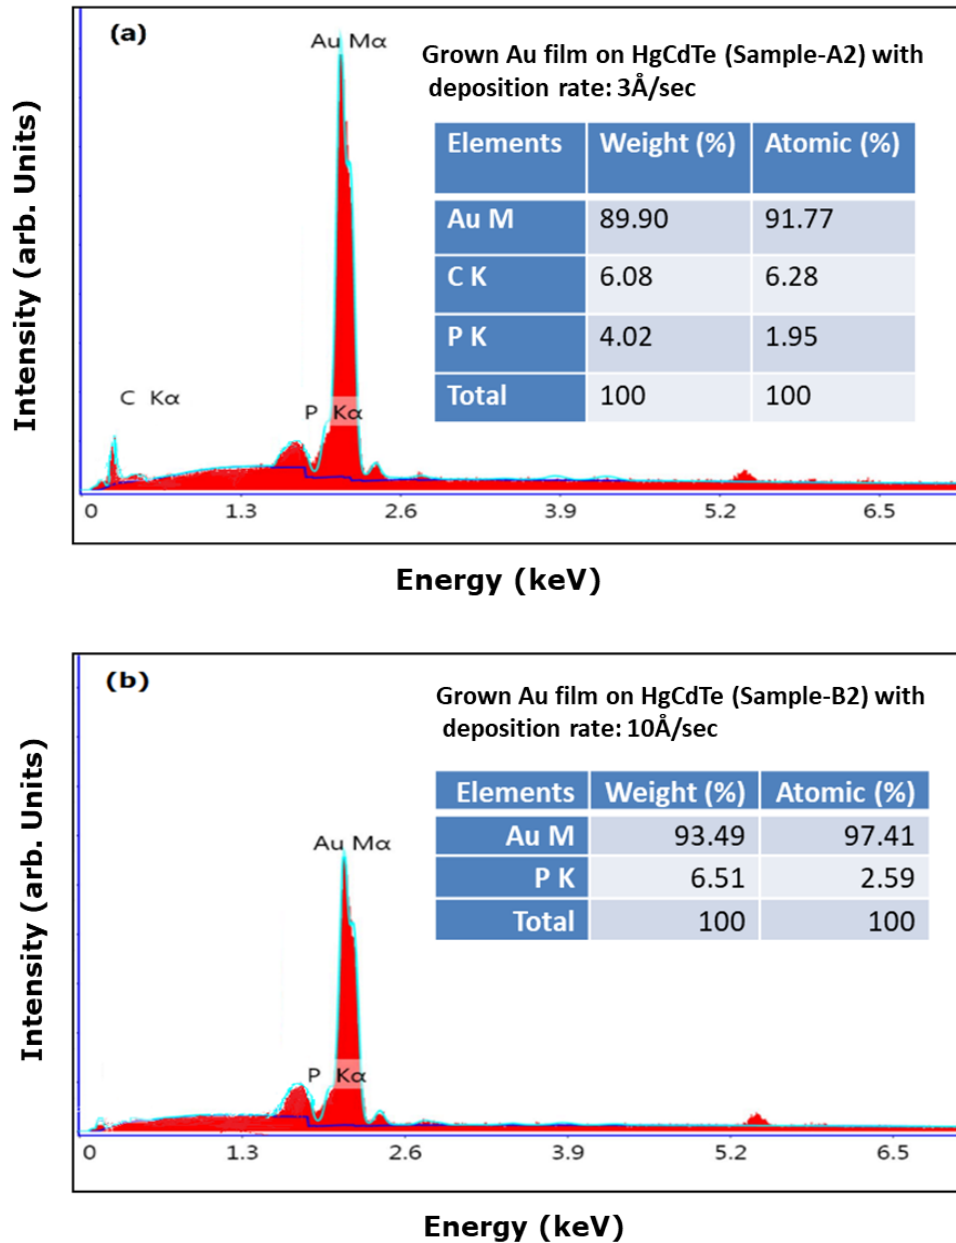 (a)
Au Mα
Grown Au film on HgCdTe (Sample-A2) with
deposition rate: 3Å/sec
Elements Weight (%) Atomic (%)
Au M 89.90 91.77
C K 6.08 6.28
P K 4.02 1.95
Total 100 100
C Kα
P Kα
Intensity (arb. Units)
0 1.3 2.6 3.9 5.2 6.5
Energy (keV)
(b)
Grown Au film on HgCdTe (Sample-B2) with
deposition rate: 10Å/sec
Elements Weight (%) Atomic (%)
Au M 93.49 97.41
P K 6.51 2.59
Total 100 100
Au Mα
P Kα
Intensity (arb. Units)
0 1.3 2.6 3.9 5.2 6.5
Energy (keV)